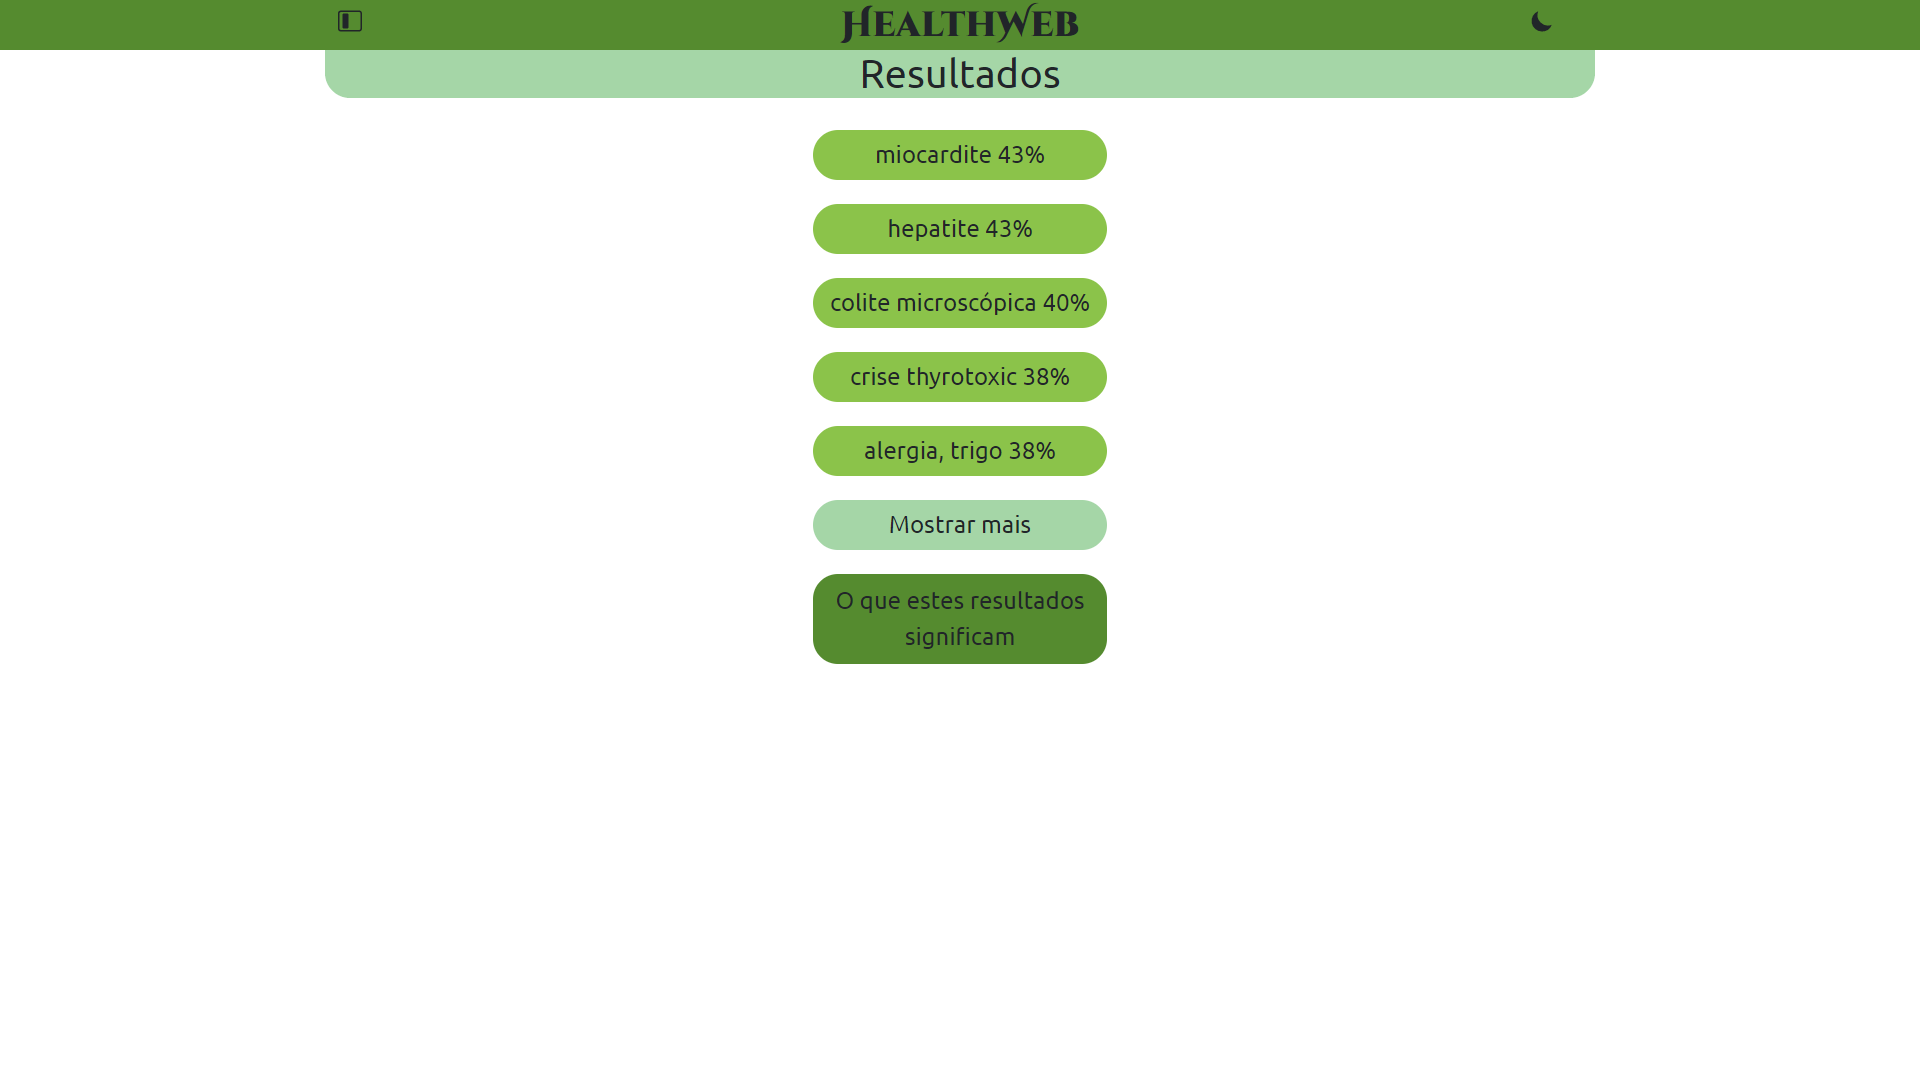 HealthWeb
Resultados
miocardite 43%
hepatite 43%
colite microscópica 40%
crise thyrotoxic 38%
alergia, trigo 38%
Mostrar mais
O que estes resultados
significam